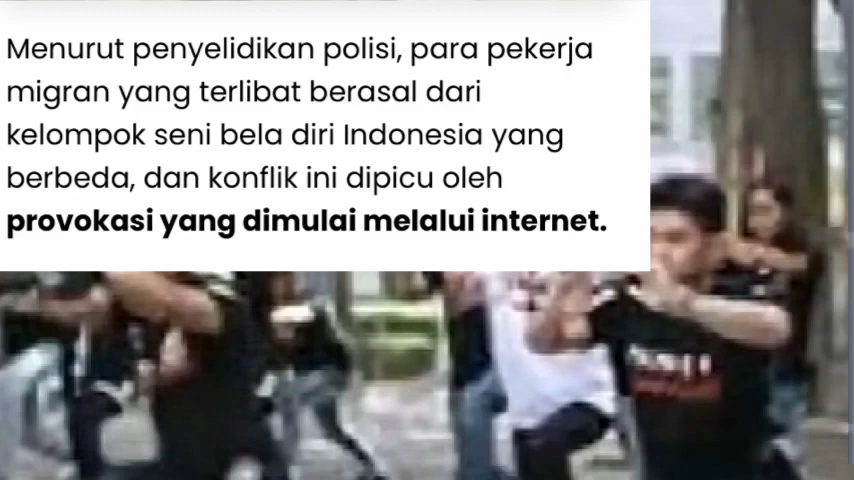 Menurut penyelidikan polisi, para pekerja
migran yang terlibat berasal dari
kelompok seni bela diri Indonesia yang
berbeda, dan konflik ini dipicu oleh
provokasi yang dimulai melalui internet.